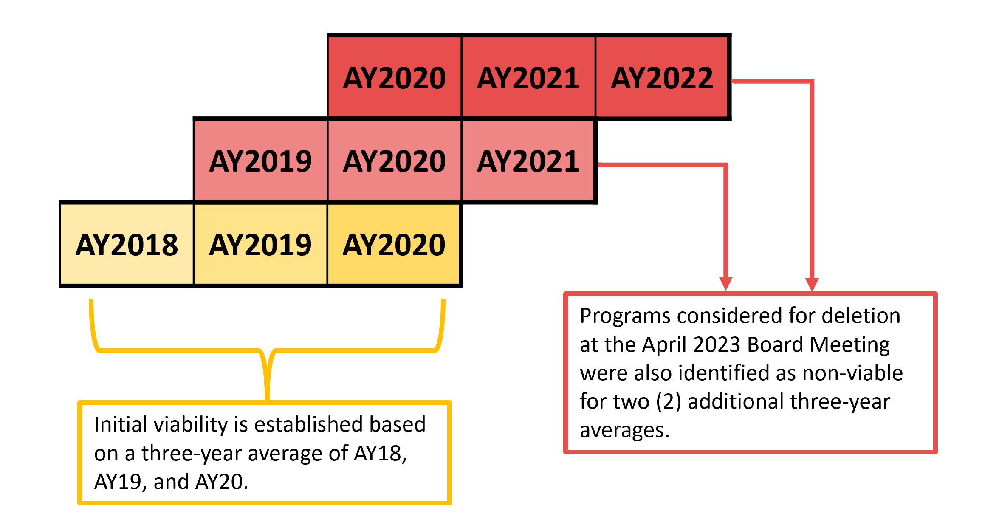 AY2020 AY2021 AY2022
AY2019 AY2020 AY2021
AY2018 AY2019 AY2020
Initial viability is established based
on a three-year average of AY18,
AY19, and AY20.
Programs considered for deletion
at the April 2023 Board Meeting
were also identified as non-viable
for two (2) additional three-year
averages.